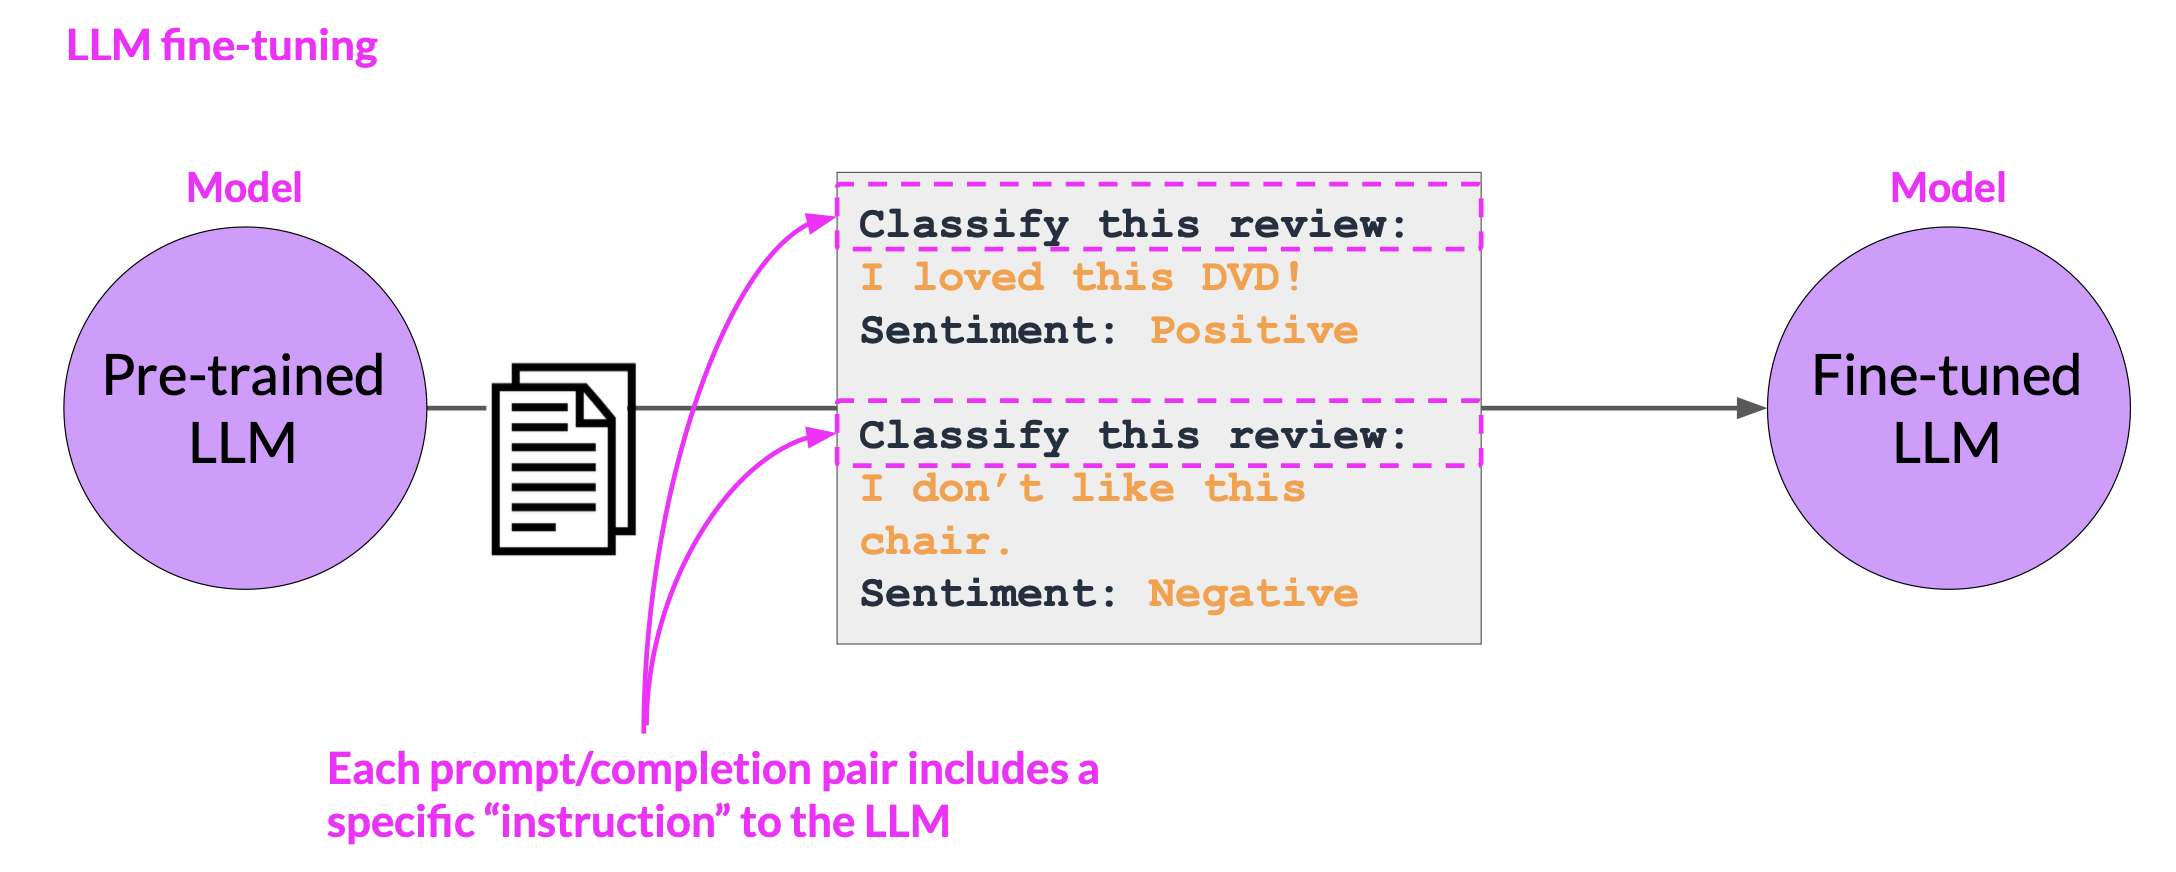 LLM fine-tuning
Model
Pre-trained
LLM
Classify this review:
I loved this DVD!
Sentiment: Positive
Classify this review:
I don’t like this
chair.
Sentiment: Negative
Model
Fine-tuned
LLM
Each prompt/completion pair includes a
specific “instruction” to the LLM